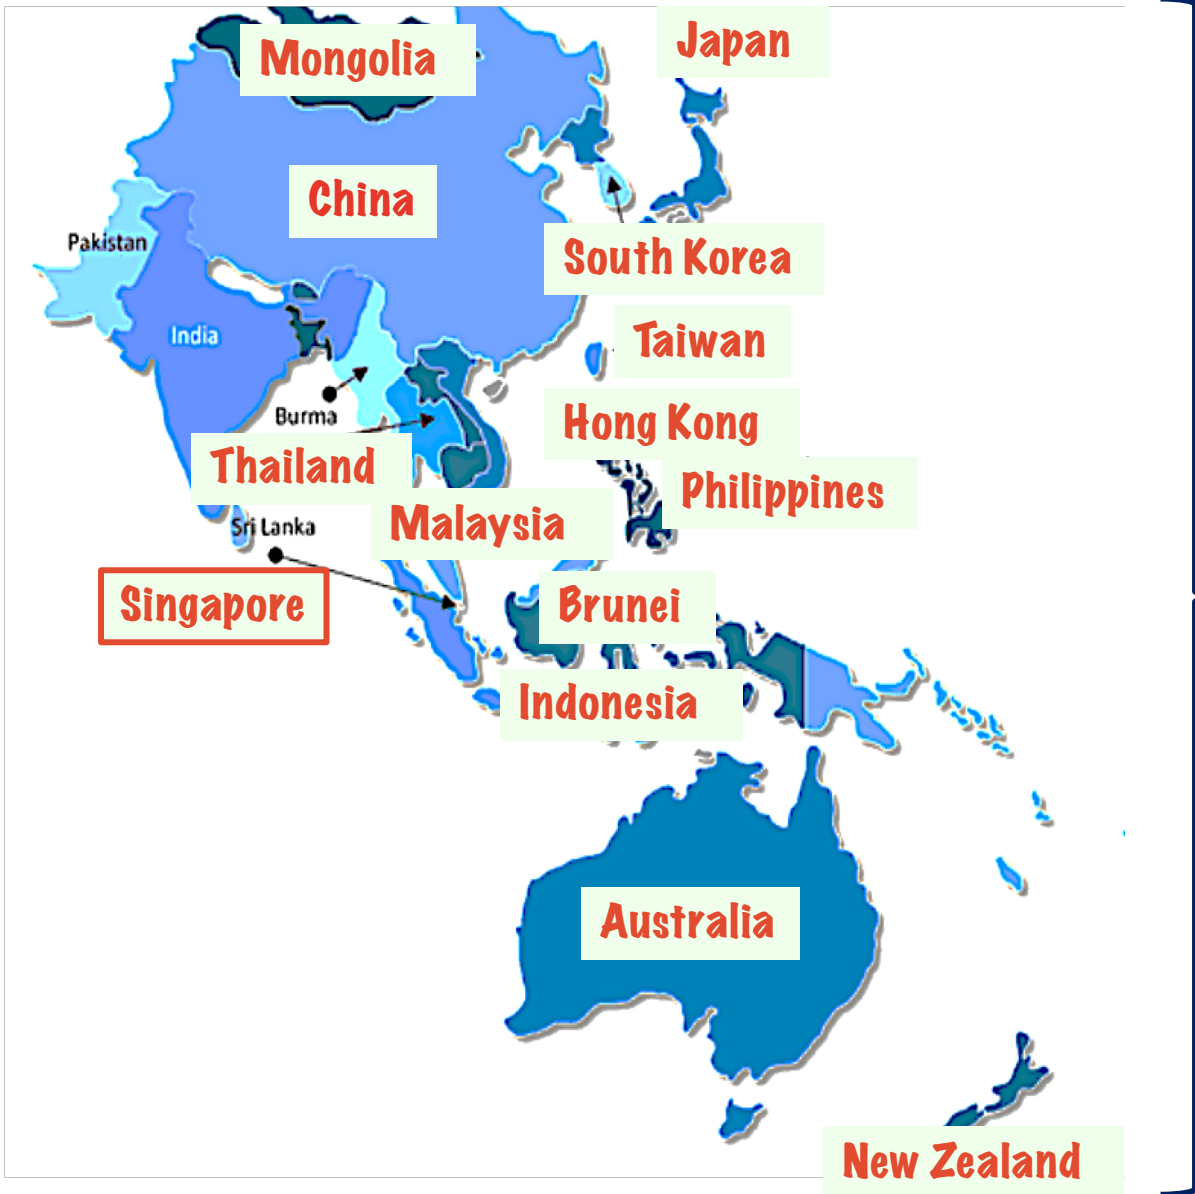 Mongolia
Japan
China
Pakistan
South Korea
India
Taiwan
Burma
Hong Kong
Thailand
Philippines
Malaysia
Sri Lanka
Singapore
Brunei
Indonesia
Australia
New Zealand